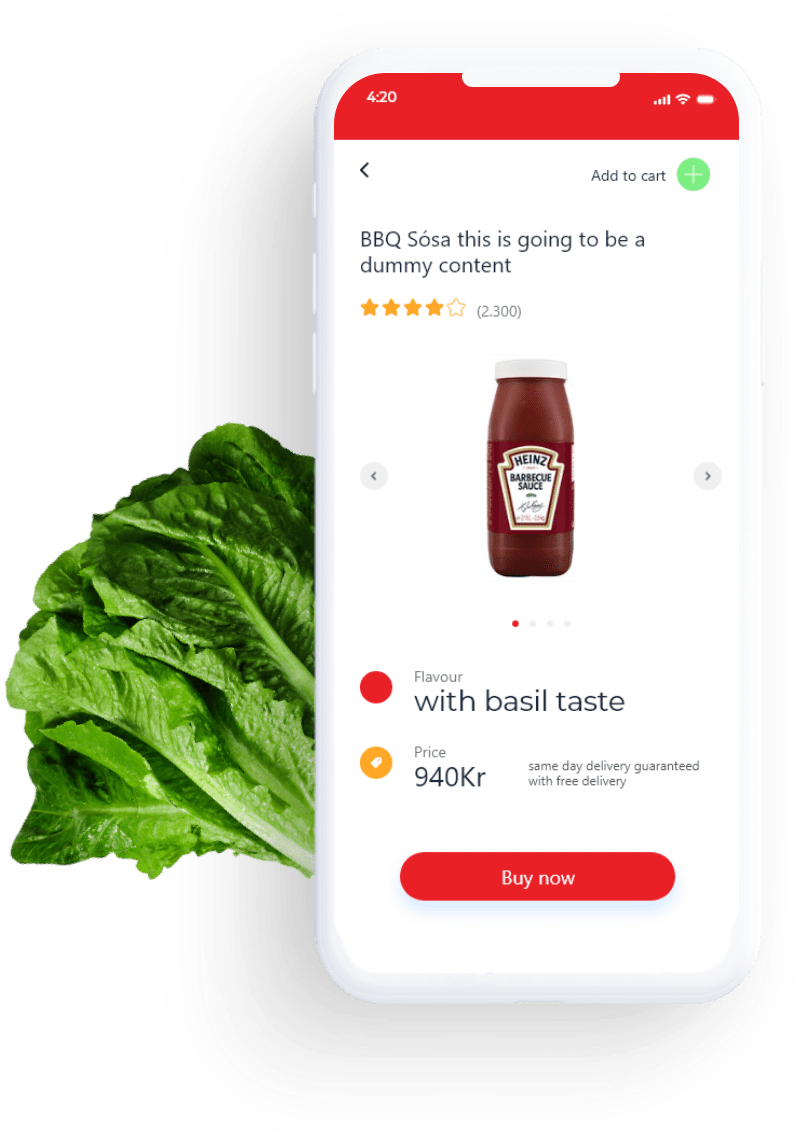 4:20
Add to cart
BBQ Sósa this is going to be a
dummy content
(2.300)
HEINZ
BARBECUE
SAUCE
Flavour
with basil taste
Price
940Kr
same day delivery guaranteed
with free delivery
Buy now